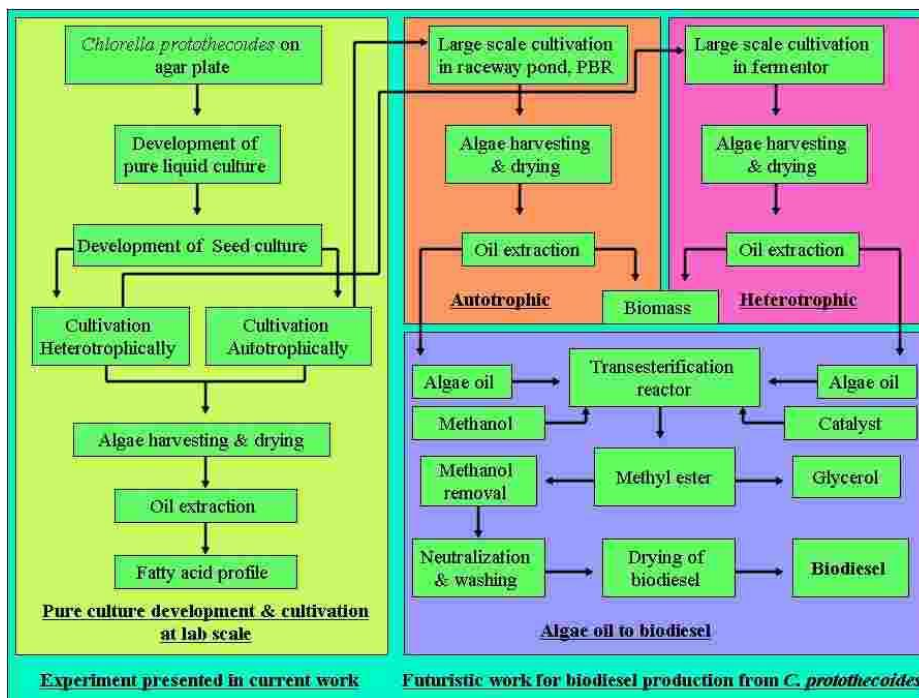 Chlorella protothecoides on
agar plate
Development of
pure liquid culture
Development of Seed culture
Cultivation
Heterotrophically
Cultivation
Autotrophically
Algae harvesting & drying
Oil extraction
Fatty acid profile
Pure culture development & cultivation
at lab scale
Experiment presented in current work
Large scale cultivation
in raceway pond, PBR
Algae harvesting
& drying
Oil extraction
Autotrophic
Biomass
Large scale cultivation
in fermentor
Algae harvesting
& drying
Oil extraction
Heterotrophic
Algae oil
Transesterification
reactor
Algae oil
Methanol
Catalyst
Methanol
removal
Methyl ester
Glycerol
Neutralization
& washing
Drying of
biodiesel
Biodiesel
Algae oil to biodiesel
Futuristic work for biodiesel production from C. protothecoides